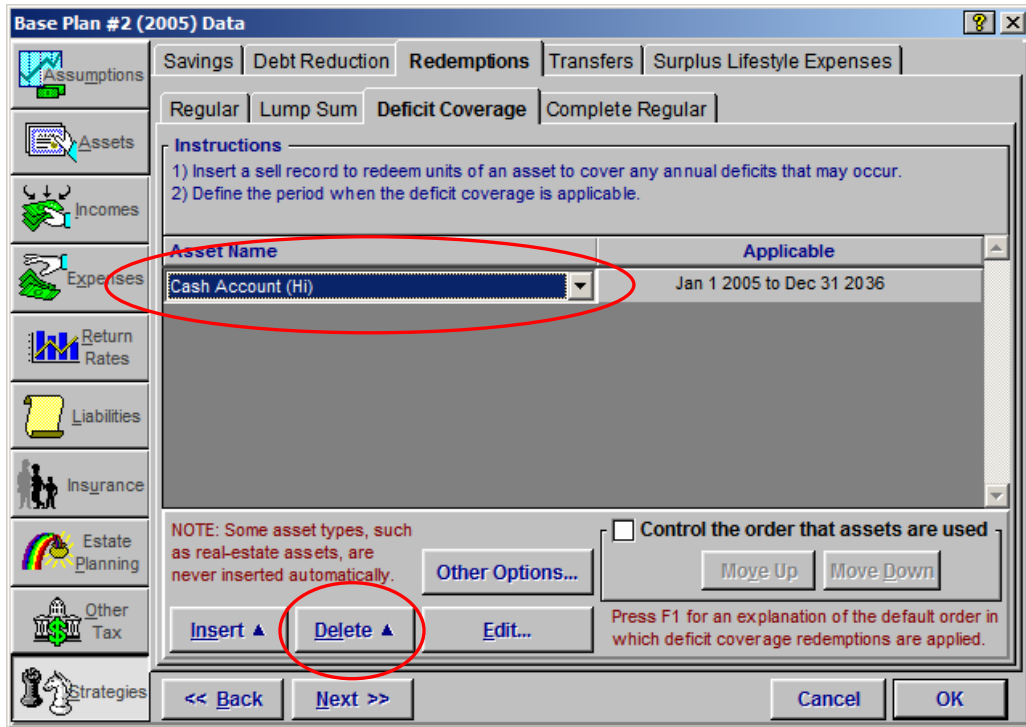 Base Plan #2 (2005) Data
Assumptions
Assets
Incomes
Expenses
Return
Rates
Liabilities
Insurance
Estate
Planning
Other
Tax
Strategies
Savings Debt Reduction Redemptions Transfers Surplus Lifestyle Expenses
Regular Lump Sum Deficit Coverage Complete Regular
Instructions
1) Insert a sell record to redeem units of an asset to cover any annual deficits that may occur.
2) Define the period when the deficit coverage is applicable.
Asset Name Applicable
Cash Account (Hi) Jan 1 2005 to Dec 31 2036
NOTE: Some asset types, such
as real-estate assets, are
never inserted automatically.
Other Options...
Insert Delete Edit...
Control the order that assets are used
Move Up Move Down
Press F1 for an explanation of the default order in
which deficit coverage redemptions are applied.
<< Back Next >> Cancel OK